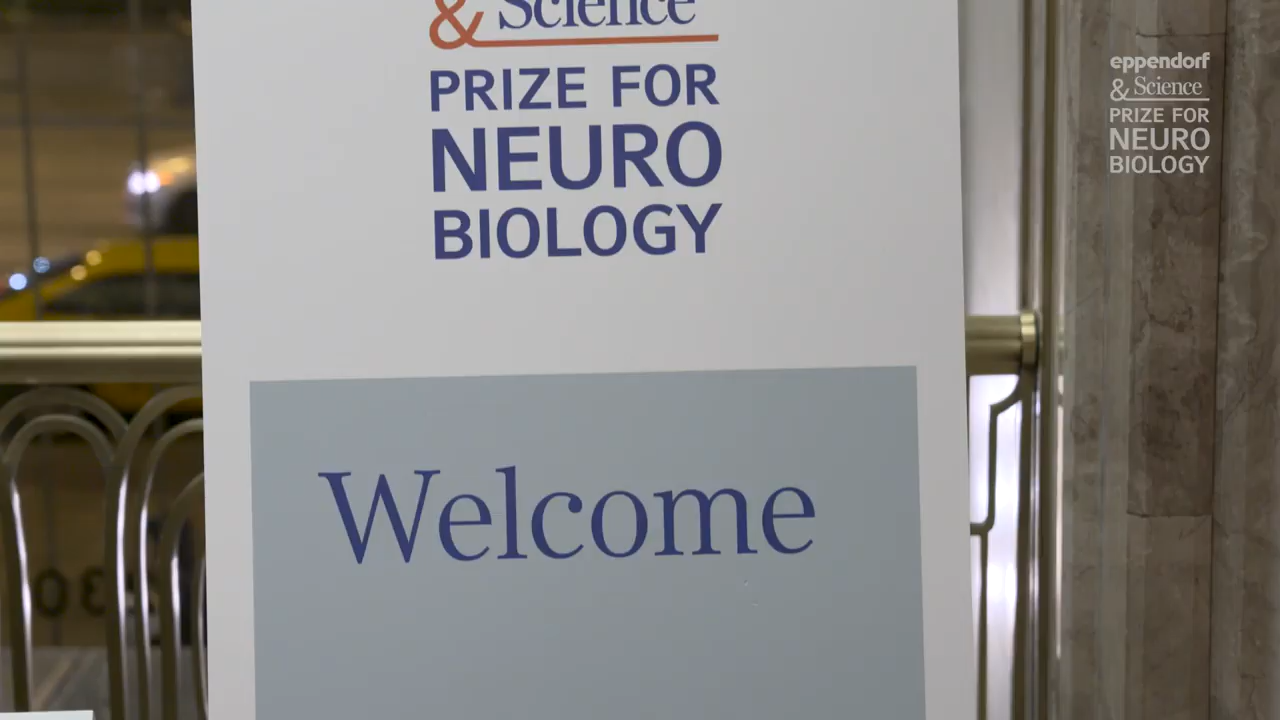 & Science
PRIZE FOR
NEURO
BIOLOGY
Welcome
eppendorf
& Science
PRIZE FOR
NEURO
BIOLOGY